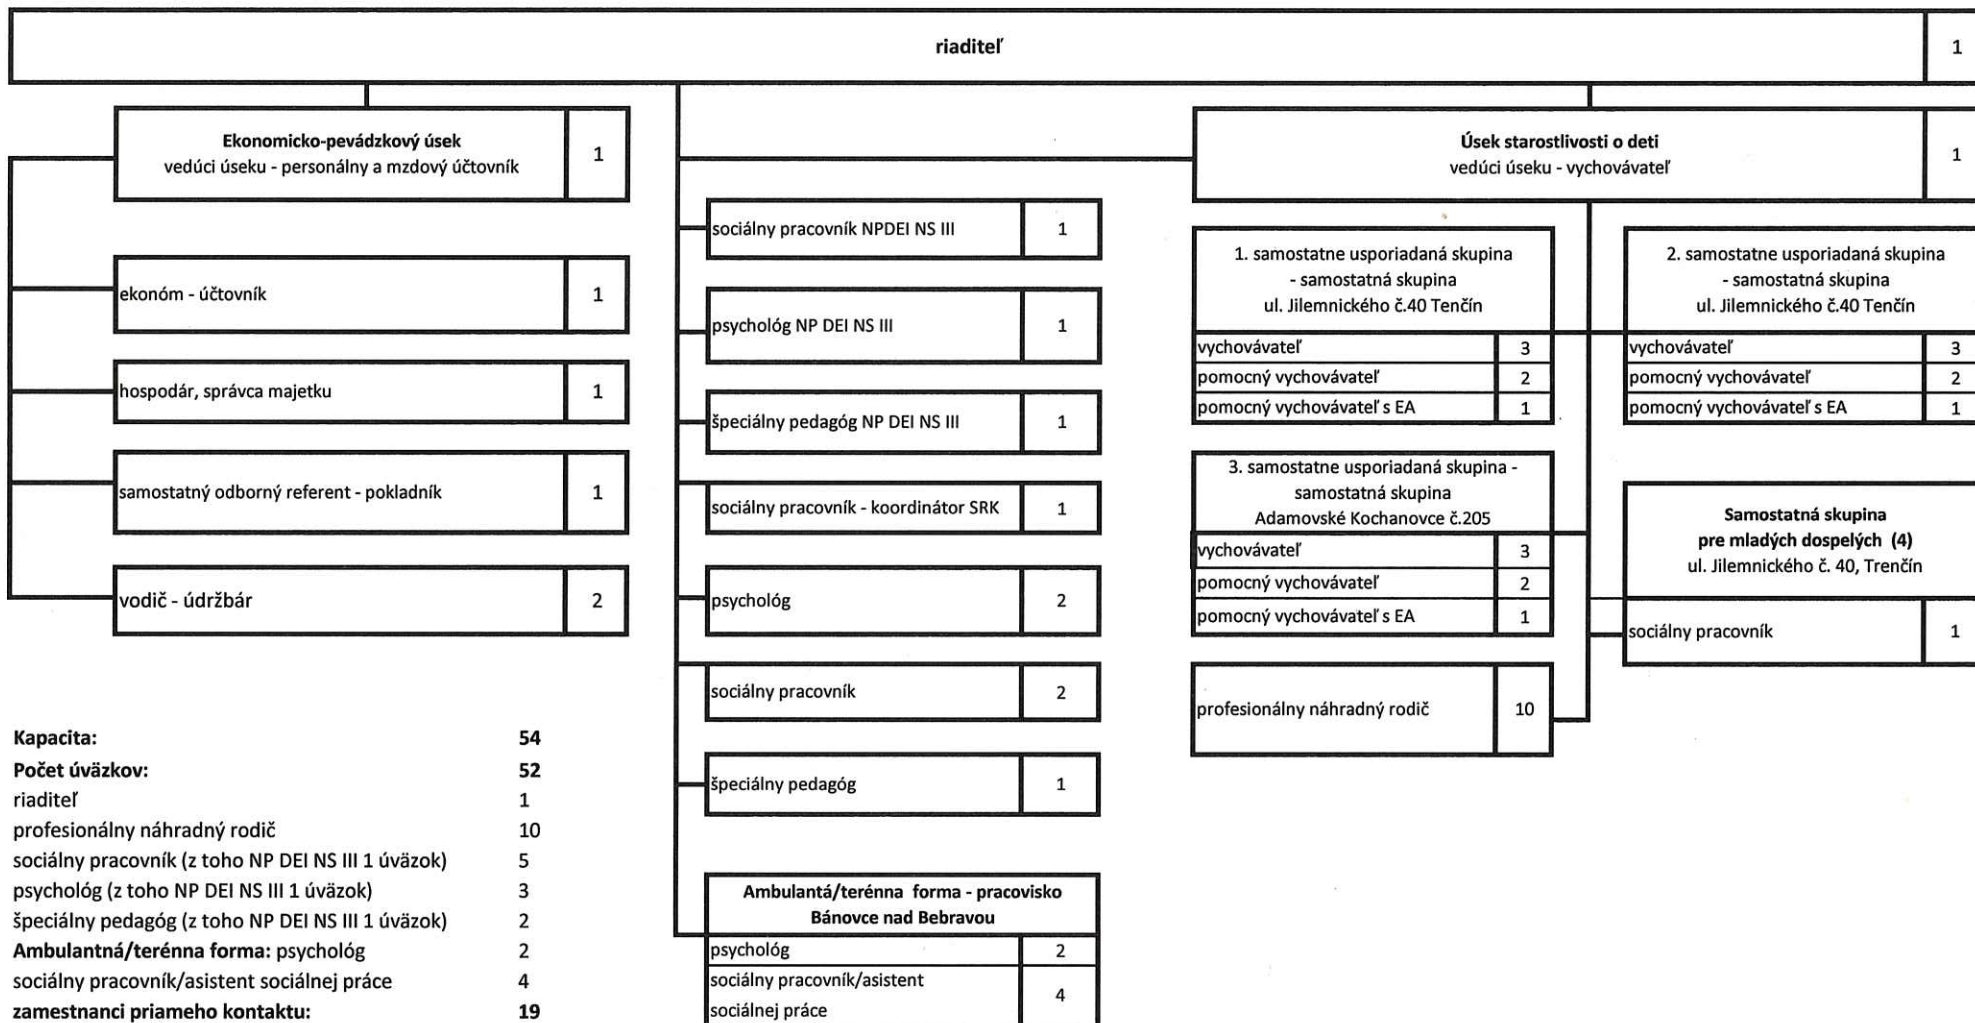 riaditeľ 1
Ekonomicko-pevádzkový úsek
vedúci úseku - personálny a mzdový účtovník 1
ekonóm - účtovník 1
hospodár, správca majetku 1
samostatný odborný referent - pokladník 1
vodič - údržbár 2
sociálny pracovník NPDEI NS III 1
psychológ NP DEI NS III 1
špeciálny pedagóg NP DEI NS III 1
sociálny pracovník - koordinátor SRK 1
psychológ 2
sociálny pracovník 2
špeciálny pedagóg 1
Ambulantá/terénna forma - pracovisko
Bánovce nad Bebravou
psychológ 2
sociálny pracovník/asistent
sociálnej práce 4
Úsek starostlivosti o deti
vedúci úseku - vychovávateľ 1
1. samostatne usporiadaná skupina
- samostatná skupina
ul. Jilemnického č.40 Tenčín
vychovávateľ 3
pomocný vychovávateľ 2
pomocný vychovávateľ s EA 1
2. samostatne usporiadaná skupina
- samostatná skupina
ul. Jilemnického č.40 Tenčín
vychovávateľ 3
pomocný vychovávateľ 2
pomocný vychovávateľ s EA 1
3. samostatne usporiadaná skupina -
samostatná skupina
Adamovské Kochanovce č.205
vychovávateľ 3
pomocný vychovávateľ 2
pomocný vychovávateľ s EA 1
Samostatná skupina
pre mladých dospelých (4)
ul. Jilemnického č. 40, Trenčín
sociálny pracovník 1
profesionálny náhradný rodič 10
Kapacita: 54
Počet úväzkov: 52
riaditeľ 1
profesionálny náhradný rodič 10
sociálny pracovník (z toho NP DEI NS III 1 úväzok) 5
psychológ (z toho NP DEI NS III 1 úväzok) 3
špeciálny pedagóg (z toho NP DEI NS III 1 úväzok) 2
Ambulantná/terénna forma: psychológ 2
sociálny pracovník/asistent sociálnej práce 4
zamestnanci priameho kontaktu: 19